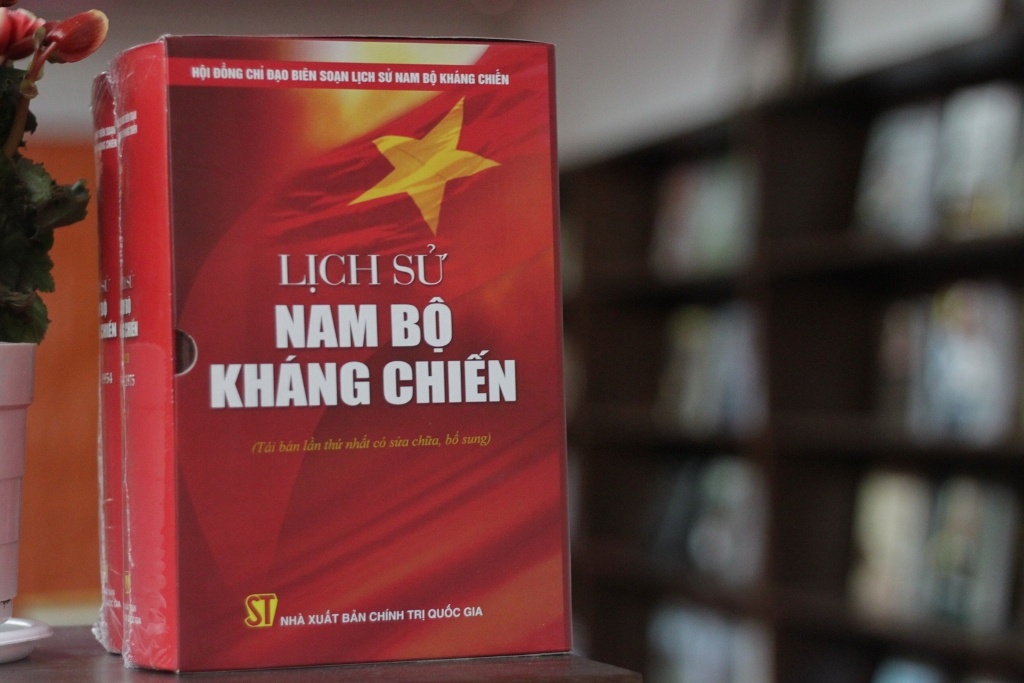 HỘI ĐỒNG CHỈ ĐẠO BIÊN SOẠN LỊCH SỬ NAM BỘ KHÁNG CHIẾN
LỊCH SỬ
NAM BỘ
KHÁNG CHIẾN
(Tái bản lần thứ nhất có sửa chữa, bổ sung)
ST NHÀ XUẤT BẢN CHÍNH TRỊ QUỐC GIA